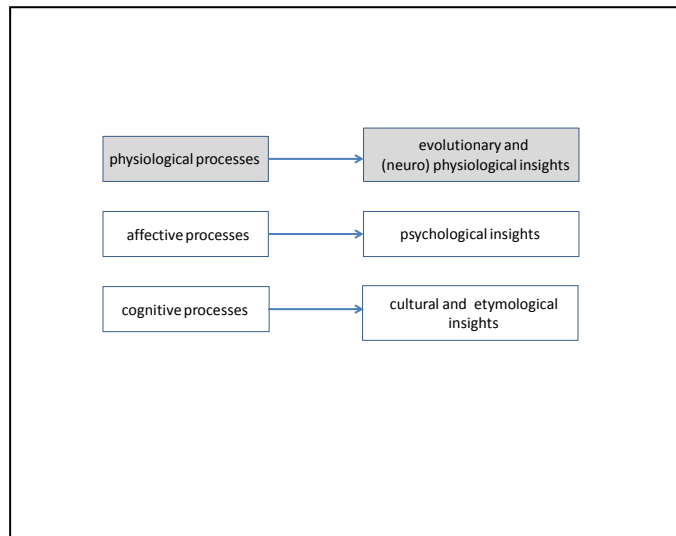 physiological processes
evolutionary and
(neuro) physiological insights
affective processes
psychological insights
cognitive processes
cultural and etymological
insights